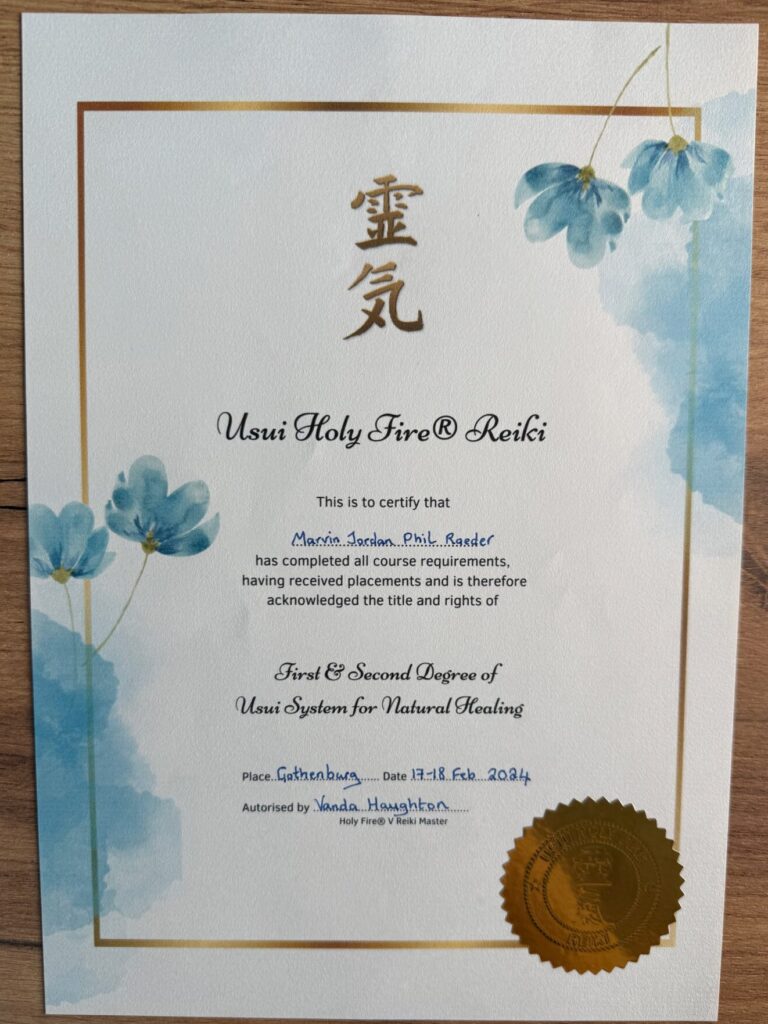 靈
気
Usui Holy Fire® Reiki
This is to certify that
Marvin Jordan Phil Raeder
has completed all course requirements,
having received placements and is therefore
acknowledged the title and rights of
First & Second Degree of
Usui System for Natural Healing
Place Gothenburg Date 17-18 Feb 2024
Autorised by Vanda Haughton
Holy Fire® V Reiki Master